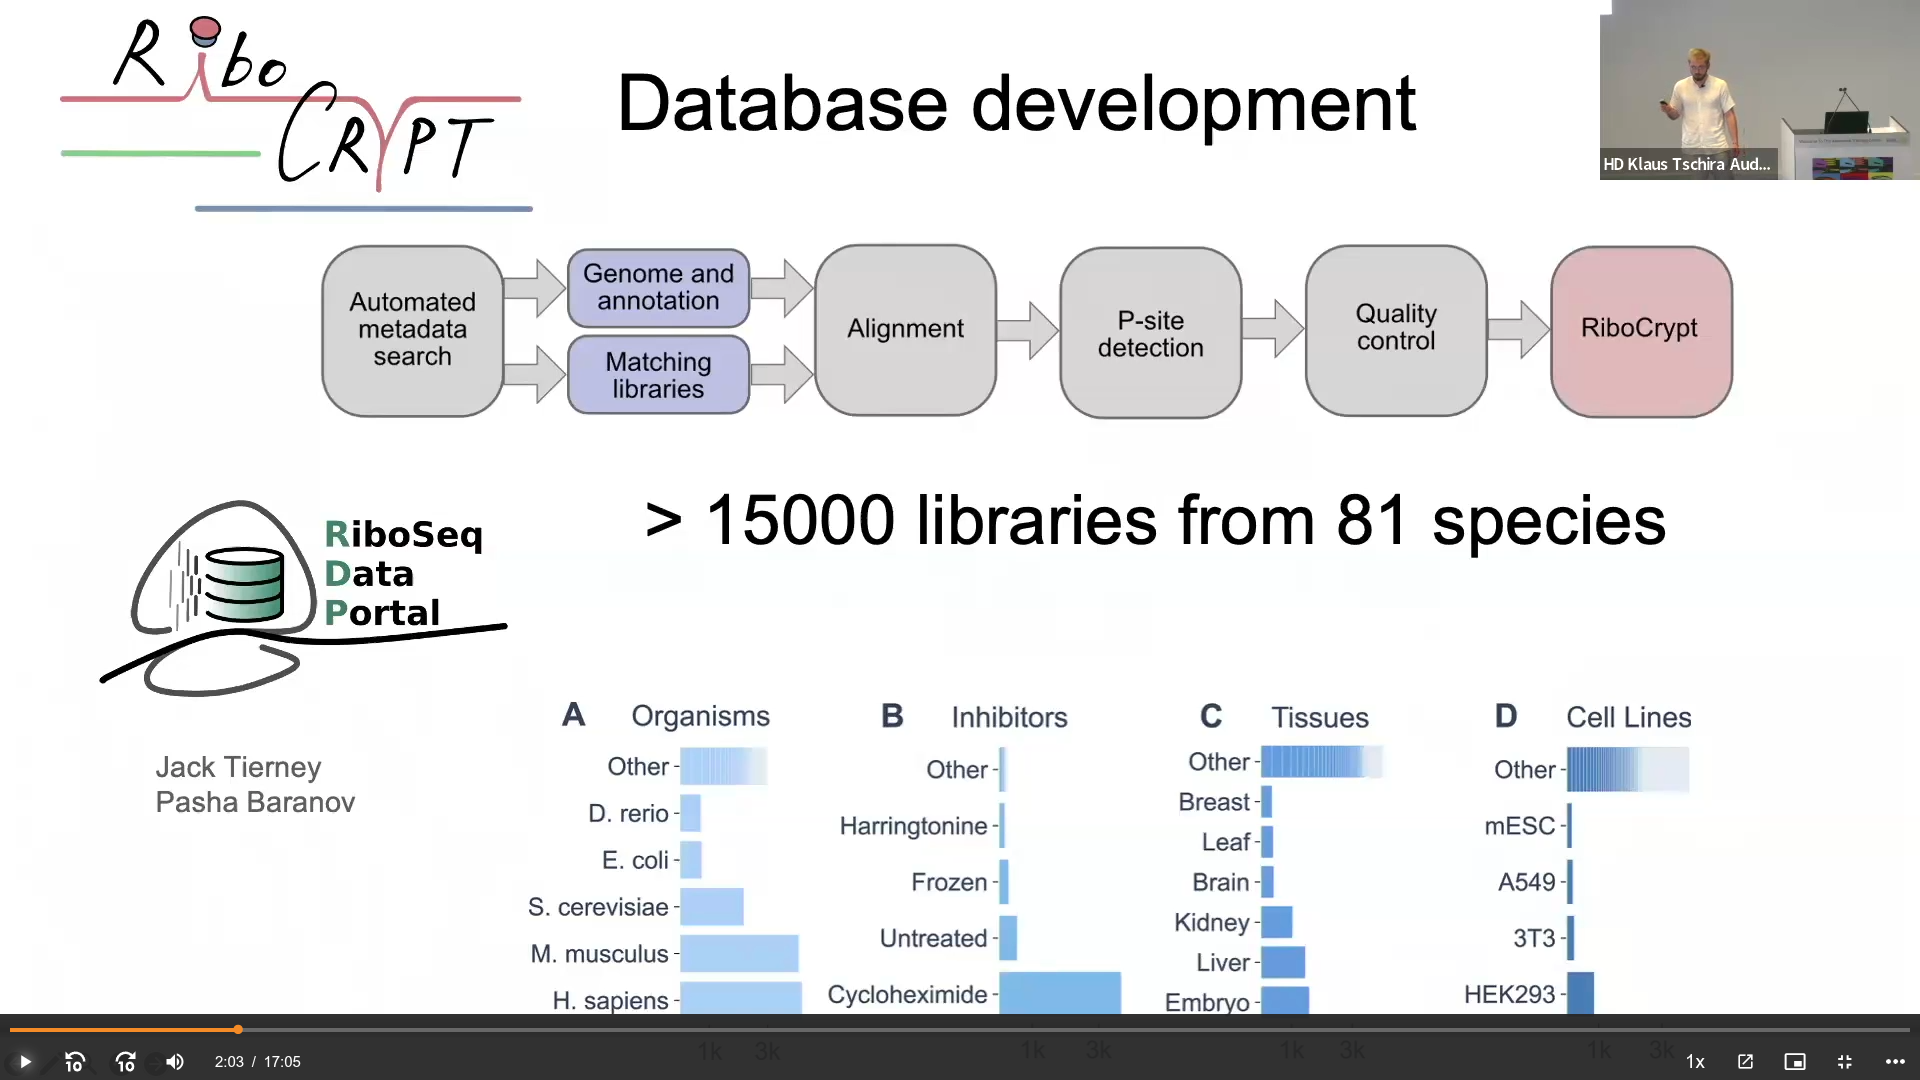 Ribo
CRYPT
Database development
HD Klaus Tschira Aud...
Automated
metadata
search
Genome and
annotation
Matching
libraries
Alignment
P-site
detection
Quality
control
RiboCrypt
> 15000 libraries from 81 species
RiboSeq
Data
Portal
Jack Tierney
Pasha Baranov
A Organisms
Other
D. rerio
E. coli
S. cerevisiae
M. musculus
H. sapiens
1k 3k
B Inhibitors
Other
Harringtonine
Frozen
Untreated
Cycloheximide
1k 3k
C Tissues
Other
Breast
Leaf
Brain
Kidney
Liver
Embryo
1k 3k
D Cell Lines
Other
mESC
A549
3T3
HEK293
1k 3k
10
10
2:03 / 17:05
1x